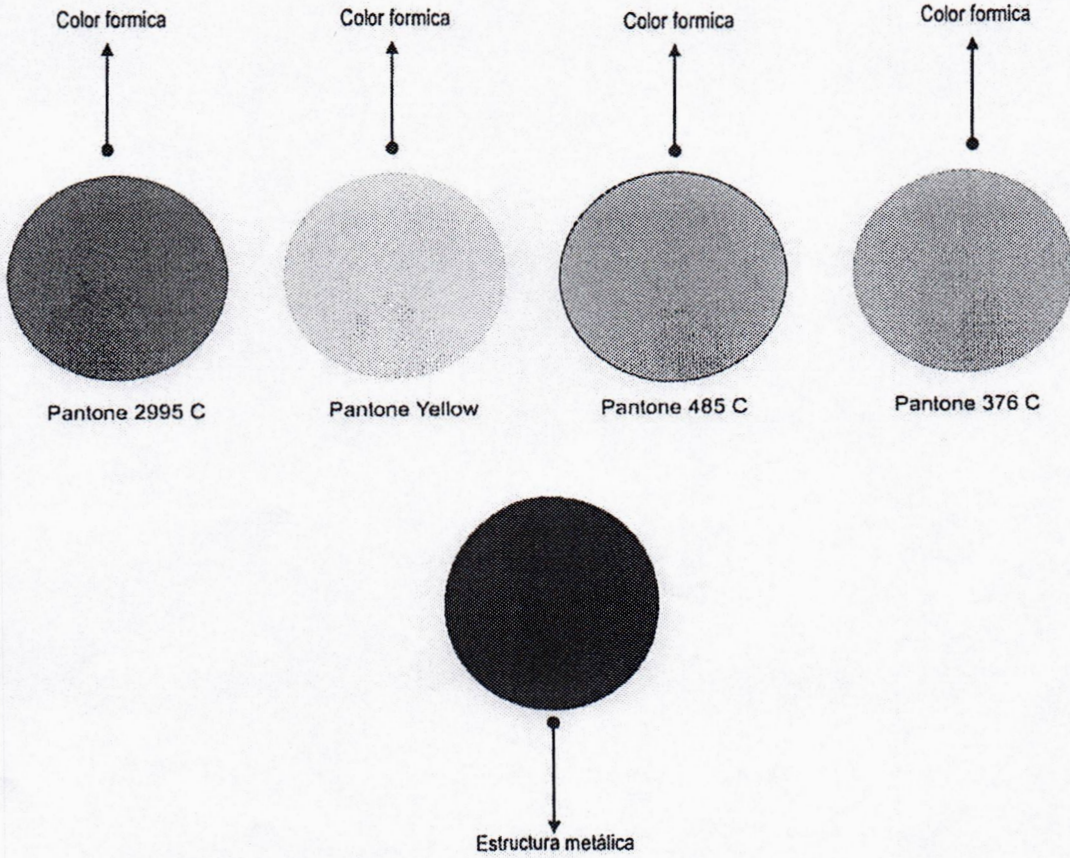 Color formica
Color formica
Color formica
Color formica
Pantone 2995 C
Pantone Yellow
Pantone 485 C
Pantone 376 C
Estructura metálica